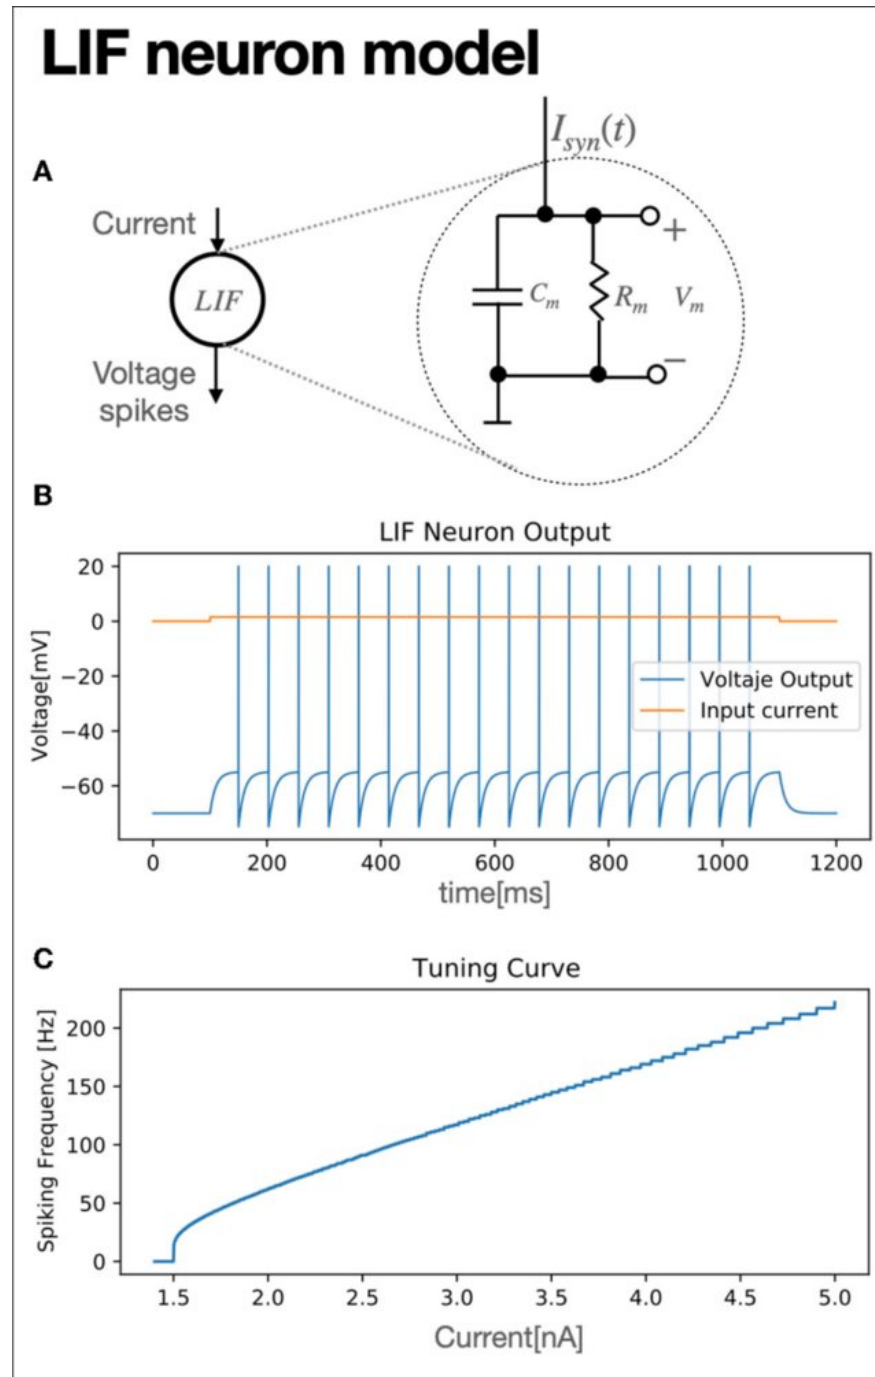 LIF neuron model
A
I_syn(t)
Current
LIF
Voltage
spikes
+
C_m
R_m
V_m
−
B
LIF Neuron Output
Voltage[mV]
20
0
−20
−40
−60
Voltaje Output
Input current
0 200 400 600 800 1000 1200
time[ms]
C
Tuning Curve
Spiking Frequency [Hz]
200
150
100
50
0
1.5 2.0 2.5 3.0 3.5 4.0 4.5 5.0
Current[nA]